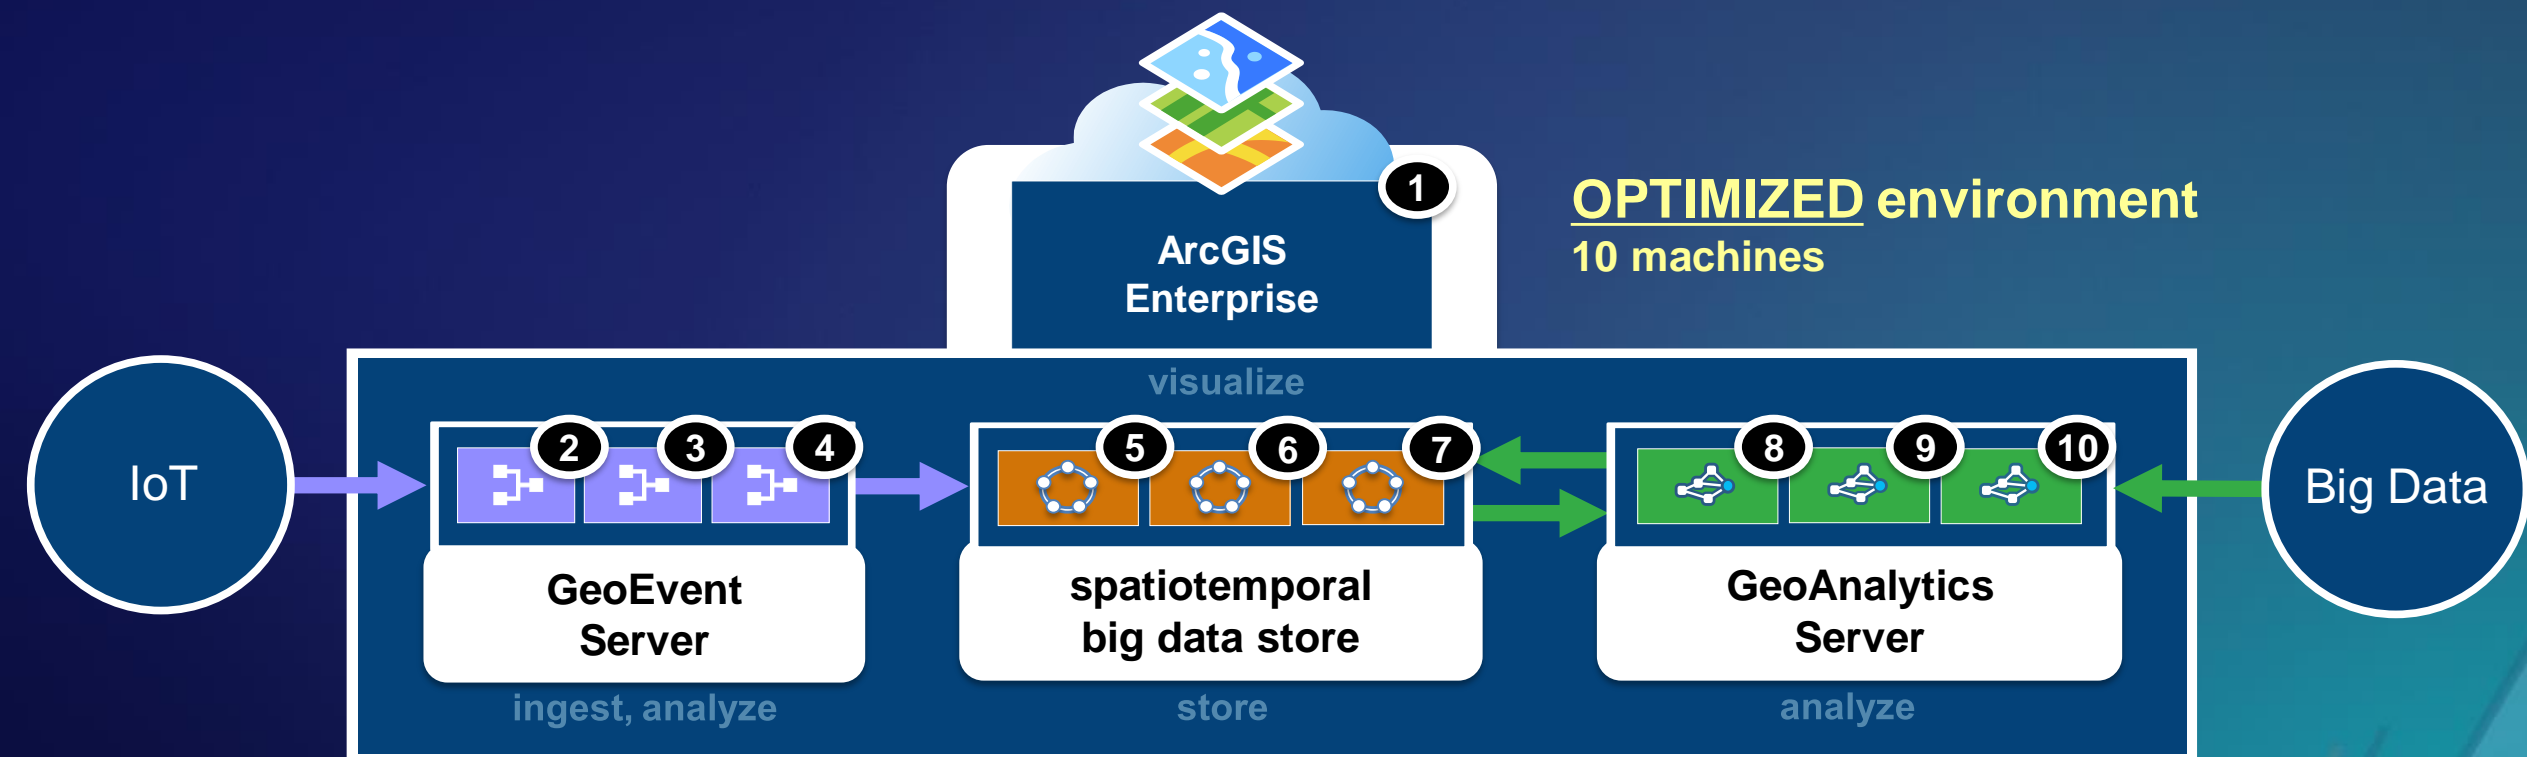 1
ArcGIS
Enterprise
OPTIMIZED environment
10 machines
visualize
IoT
2 3 4
5 6 7
8 9 10
Big Data
GeoEvent
Server
spatiotemporal
big data store
GeoAnalytics
Server
ingest, analyze
store
analyze